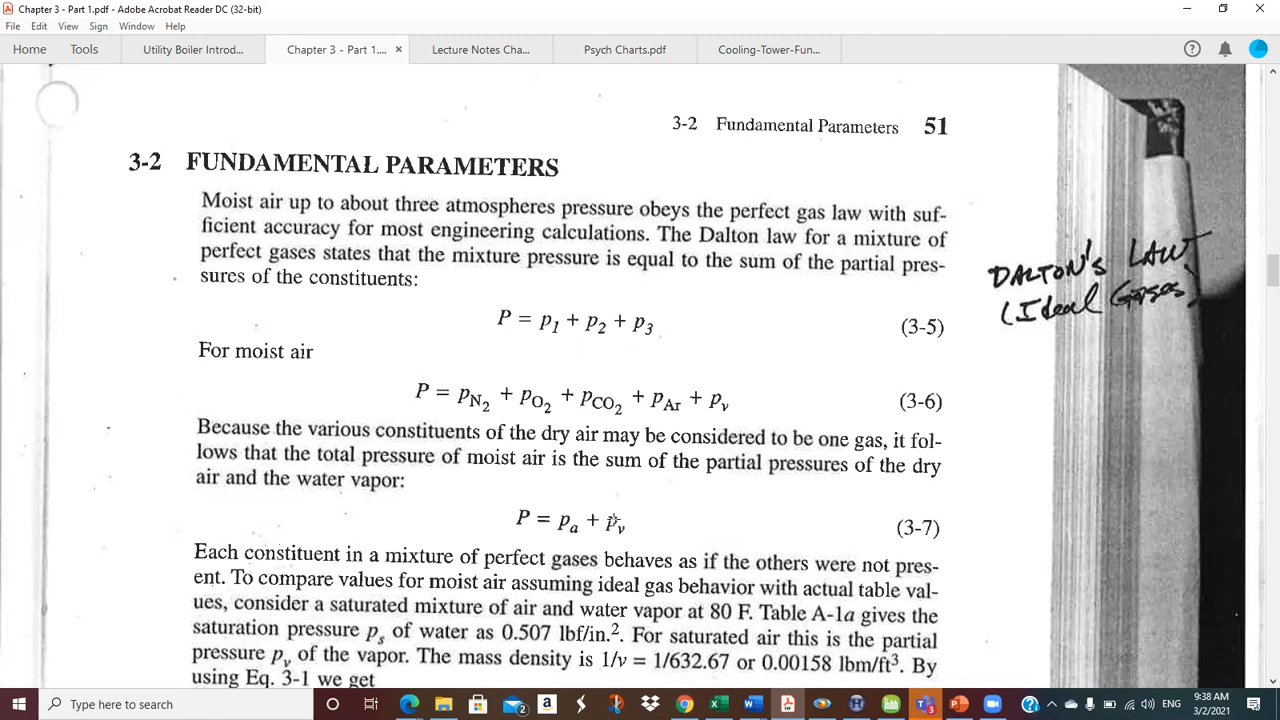 Chapter 3 - Part 1.pdf - Adobe Acrobat Reader DC (32-bit)
File Edit View Sign Window Help
Home Tools Utility Boiler Introd... Chapter 3 - Part 1.... × Lecture Notes Cha... Psych Charts.pdf Cooling-Tower-Fun...
3-2 Fundamental Parameters 51
3-2 FUNDAMENTAL PARAMETERS
Moist air up to about three atmospheres pressure obeys the perfect gas law with suf-
ficient accuracy for most engineering calculations. The Dalton law for a mixture of
perfect gases states that the mixture pressure is equal to the sum of the partial pres-
sures of the constituents:
DALTON'S LAW
(Ideal Gases)
P = p1 + p2 + p3 (3-5)
For moist air
P = pN2 + pO2 + pCO2 + pAr + pv (3-6)
Because the various constituents of the dry air may be considered to be one gas, it fol-
lows that the total pressure of moist air is the sum of the partial pressures of the dry
air and the water vapor:
P = pa + pv (3-7)
Each constituent in a mixture of perfect gases behaves as if the others were not pres-
ent. To compare values for moist air assuming ideal gas behavior with actual table val-
ues, consider a saturated mixture of air and water vapor at 80 F. Table A-1a gives the
saturation pressure ps of water as 0.507 lbf/in.². For saturated air this is the partial
pressure pv of the vapor. The mass density is 1/v = 1/632.67 or 0.00158 lbm/ft³. By
using Eq. 3-1 we get
Type here to search
ENG
9:38 AM
3/2/2021